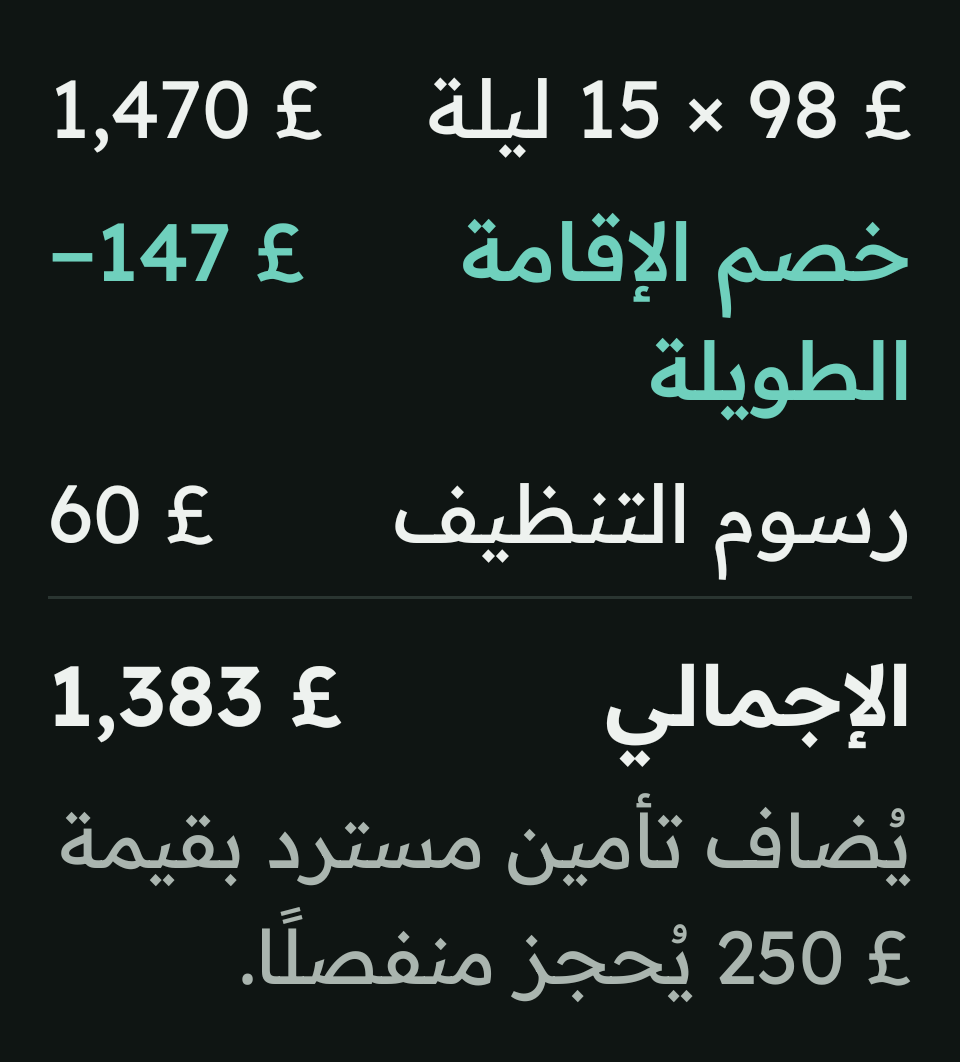 £ 98 × 15 ليلة 1,470 £
خصم الإقامة −147 £
الطويلة
رسوم التنظيف 60 £
الإجمالي 1,383 £
يُضاف تأمين مسترد بقيمة
£ 250 يُحجز منفصلًا.